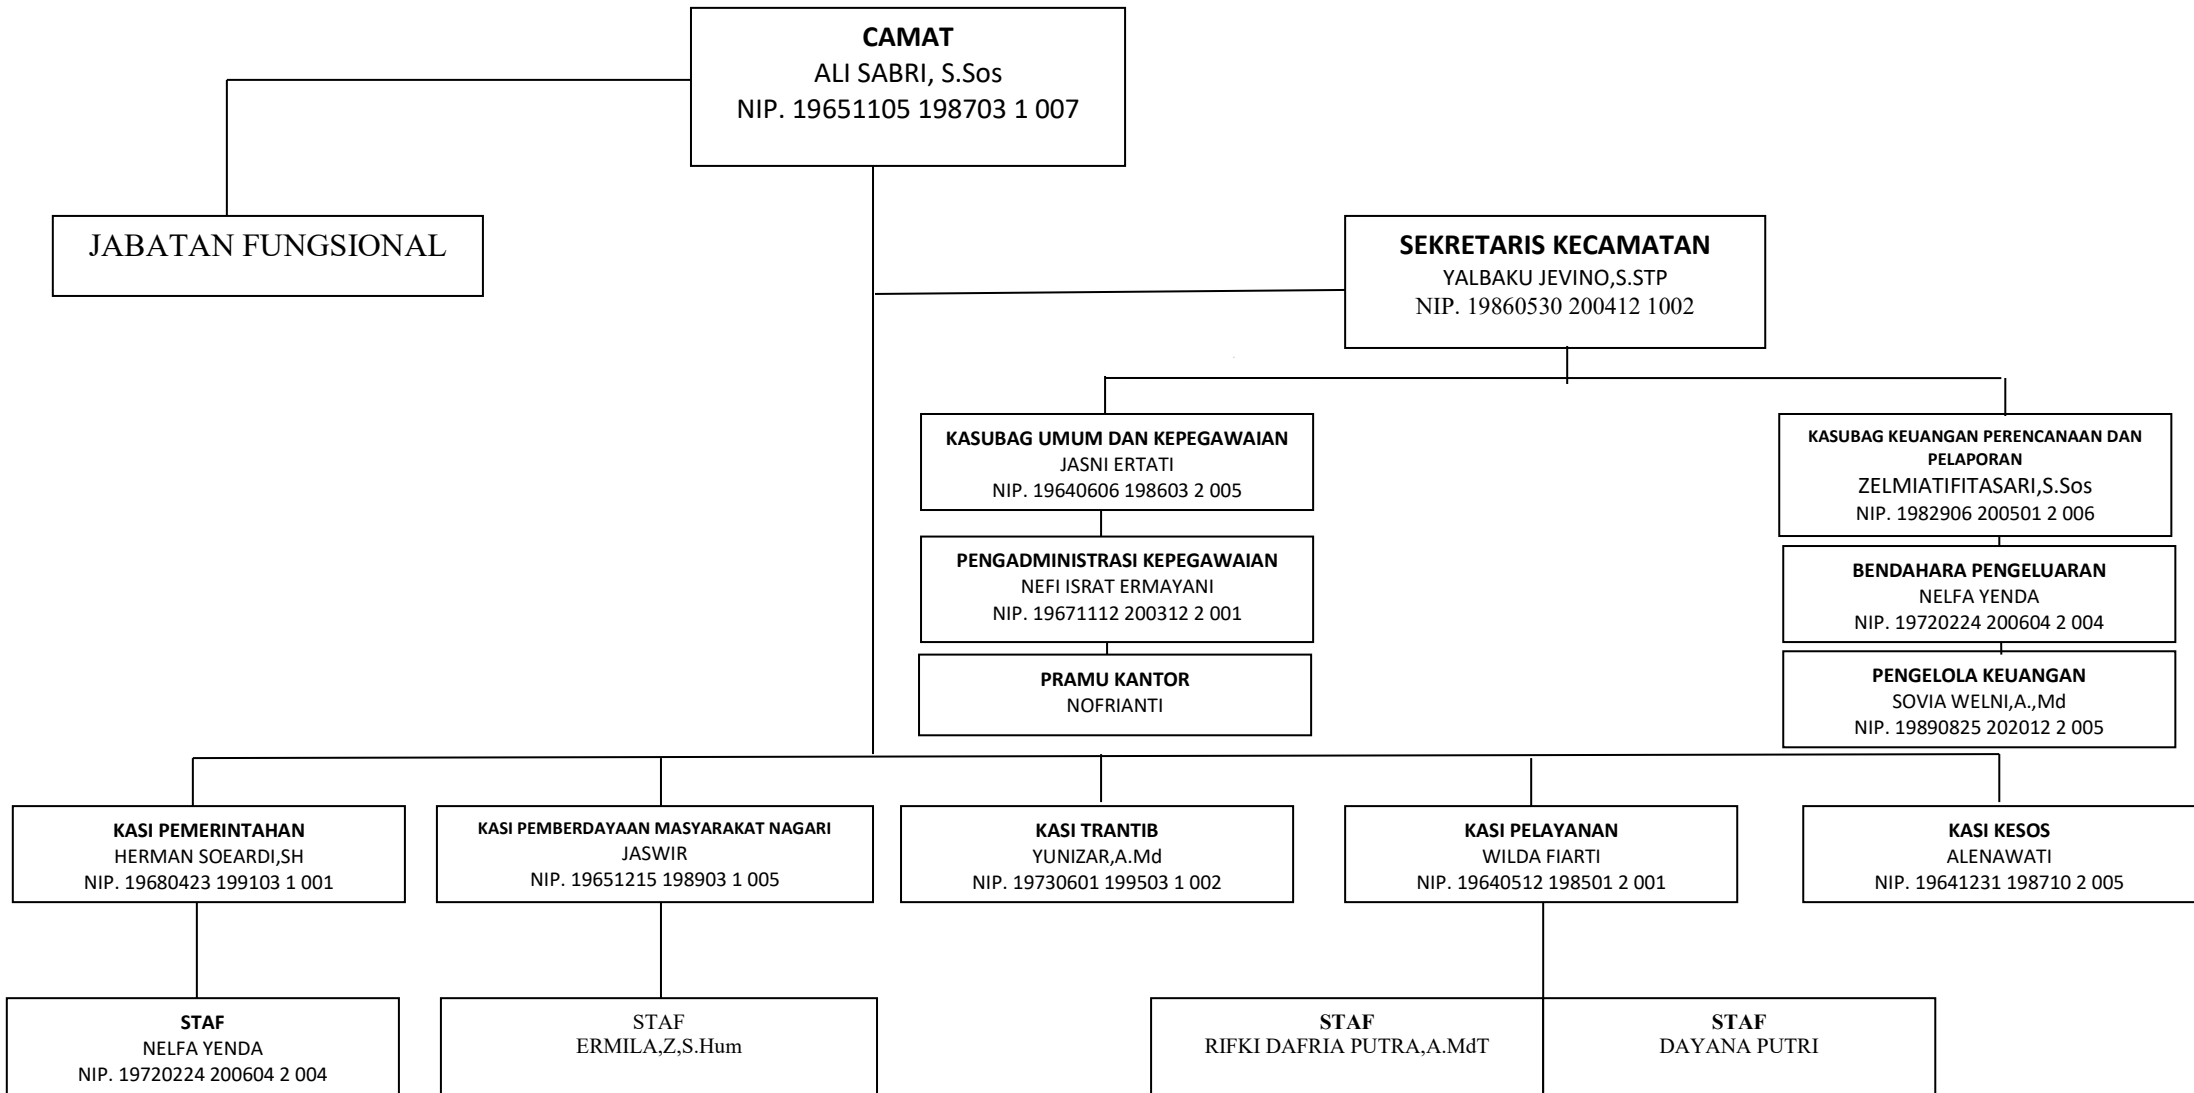 CAMAT
ALI SABRI, S.Sos
NIP. 19651105 198703 1 007
JABATAN FUNGSIONAL
SEKRETARIS KECAMATAN
YALBAKU JEVINO,S.STP
NIP. 19860530 200412 1002
KASUBAG UMUM DAN KEPEGAWAIAN
JASNI ERTATI
NIP. 19640606 198603 2 005
KASUBAG KEUANGAN PERENCANAAN DAN
PELAPORAN
ZELMIATIFITASARI,S.Sos
NIP. 1982906 200501 2 006
PENGADMINISTRASI KEPEGAWAIAN
NEFI ISRAT ERMAYANI
NIP. 19671112 200312 2 001
BENDAHARA PENGELUARAN
NELFA YENDA
NIP. 19720224 200604 2 004
PRAMU KANTOR
NOFRIANTI
PENGELOLA KEUANGAN
SOVIA WELNI,A.,Md
NIP. 19890825 202012 2 005
KASI PEMERINTAHAN
HERMAN SOEARDI,SH
NIP. 19680423 199103 1 001
KASI PEMBERDAYAAN MASYARAKAT NAGARI
JASWIR
NIP. 19651215 198903 1 005
KASI TRANTIB
YUNIZAR,A.Md
NIP. 19730601 199503 1 002
KASI PELAYANAN
WILDA FIARTI
NIP. 19640512 198501 2 001
KASI KESOS
ALENAWATI
NIP. 19641231 198710 2 005
STAF
NELFA YENDA
NIP. 19720224 200604 2 004
STAF
ERMILA,Z,S.Hum
STAF
RIFKI DAFRIA PUTRA,A.MdT
STAF
DAYANA PUTRI